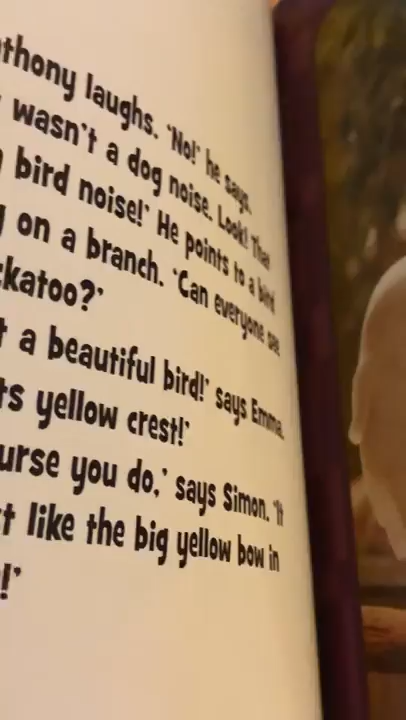 thony laughs. 'No!' he says.
wasn't a dog noise. Look! That
bird noise!' He points to a bird
on a branch. 'Can everyone see
katoo?'
a beautiful bird!' says Emma.
ts yellow crest!'
urse you do,' says Simon. 'It
t like the big yellow bow in
!'